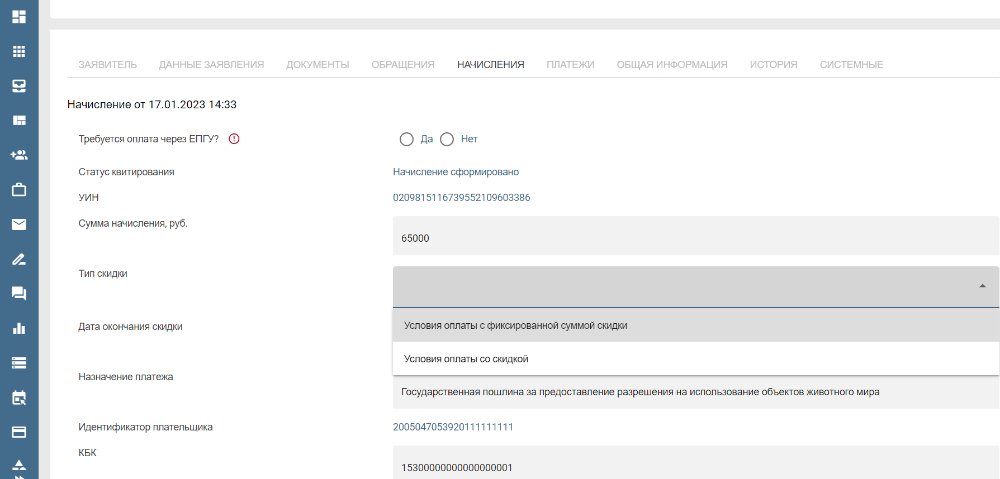 ЗАЯВИТЕЛЬ ДАННЫЕ ЗАЯВЛЕНИЯ ДОКУМЕНТЫ ОБРАЩЕНИЯ НАЧИСЛЕНИЯ ПЛАТЕЖИ ОБЩАЯ ИНФОРМАЦИЯ ИСТОРИЯ СИСТЕМНЫЕ
Начисление от 17.01.2023 14:33
Требуется оплата через ЕПГУ? Да Нет
Статус квитирования Начисление сформировано
УИН 0209815116739552109603386
Сумма начисления, руб.
65000
Тип скидки
Дата окончания скидки
Условия оплаты с фиксированной суммой скидки
Условия оплаты со скидкой
Назначение платежа
Государственная пошлина за предоставление разрешения на использование объектов животного мира
Идентификатор плательщика 2005047053920111111111
КБК
15300000000000000001